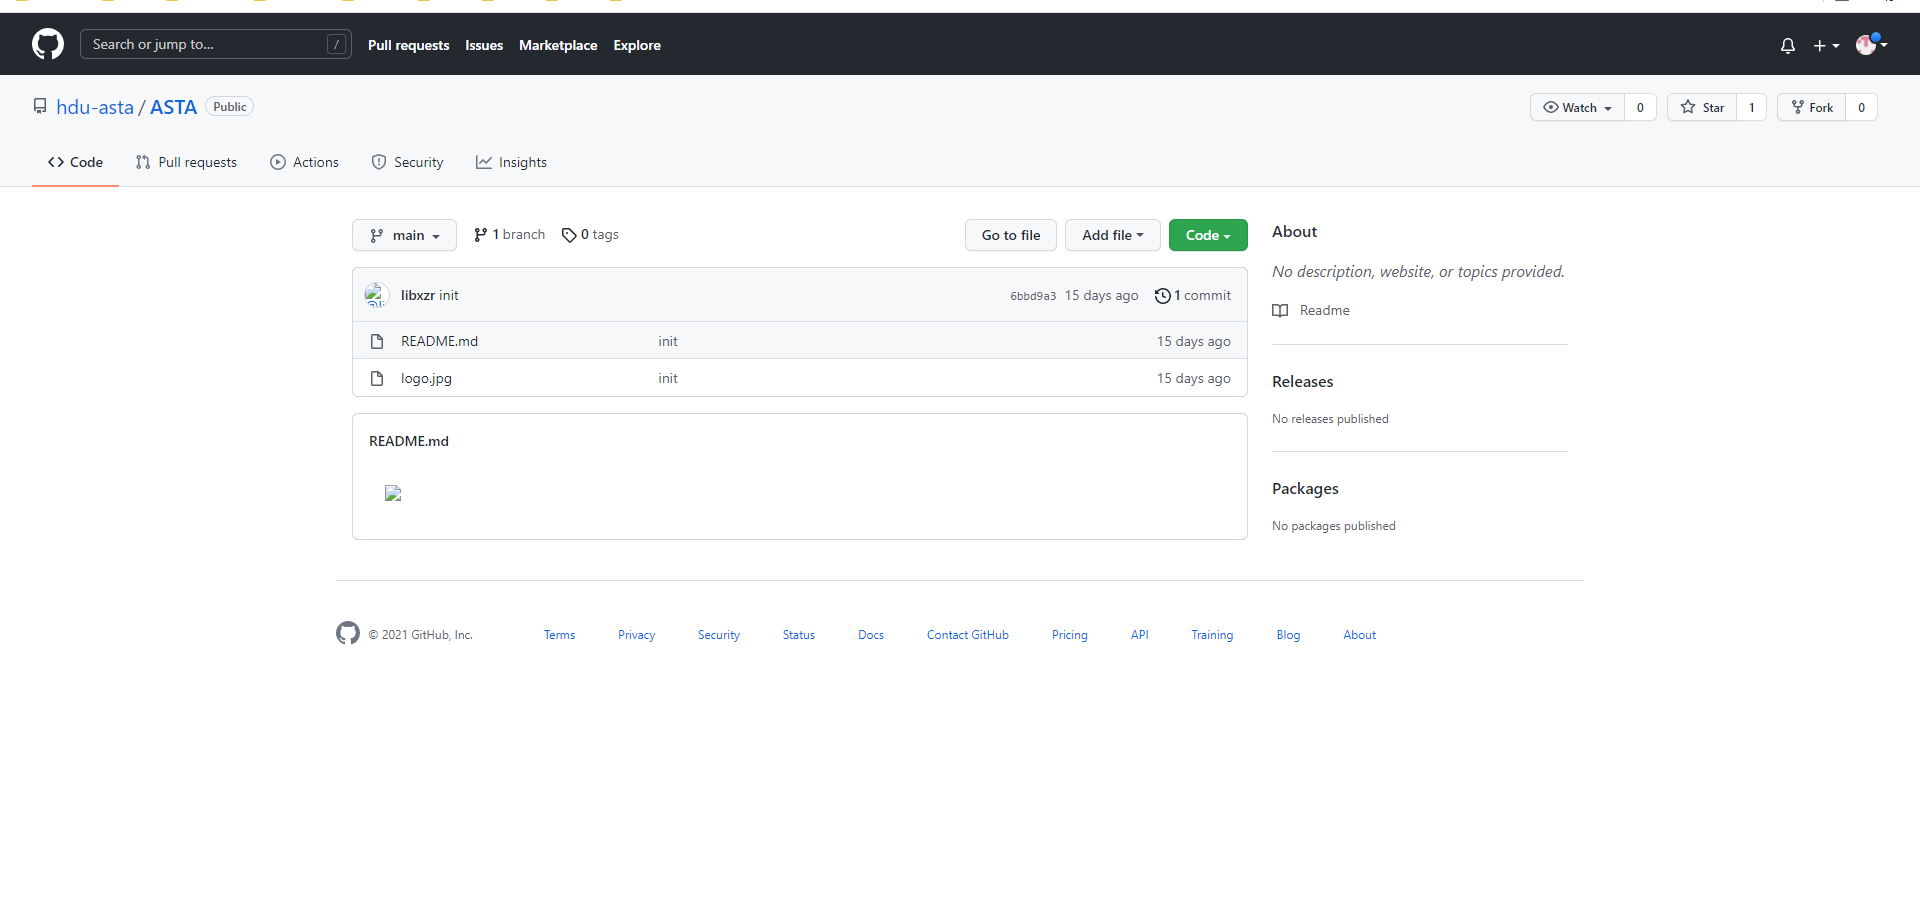 Search or jump to... /
Pull requests Issues Marketplace Explore
hdu-asta / ASTA Public
Watch 0 Star 1 Fork 0
Code Pull requests Actions Security Insights
main 1 branch 0 tags Go to file Add file Code
libxzr init 6bbd9a3 15 days ago 1 commit
README.md init 15 days ago
logo.jpg init 15 days ago
README.md
About
No description, website, or topics provided.
Readme
Releases
No releases published
Packages
No packages published
© 2021 GitHub, Inc. Terms Privacy Security Status Docs Contact GitHub Pricing API Training Blog About